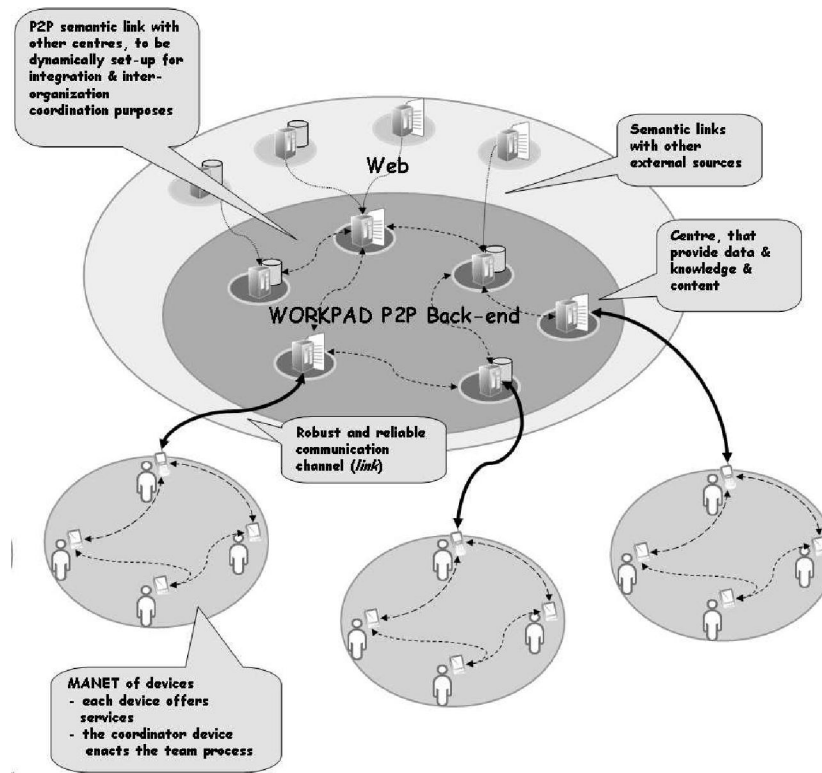 P2P semantic link with
other centres, to be
dynamically set-up for
integration & inter-
organization
coordination purposes
Web
Semantic links
with other
external sources
Centre, that
provide data &
knowledge &
content
WORKPAD P2P Back-end
Robust and reliable
communication
channel (link)
MANET of devices
- each device offers
services
- the coordinator device
enacts the team process